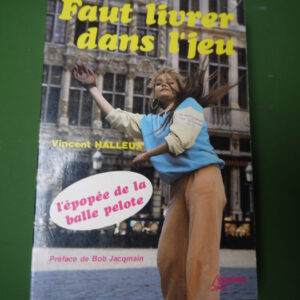 Faut livrer
dans l'jeu
Vincent HALLEUX
l'épopée de la
balle pelote
Préface de Bob Jacqmain